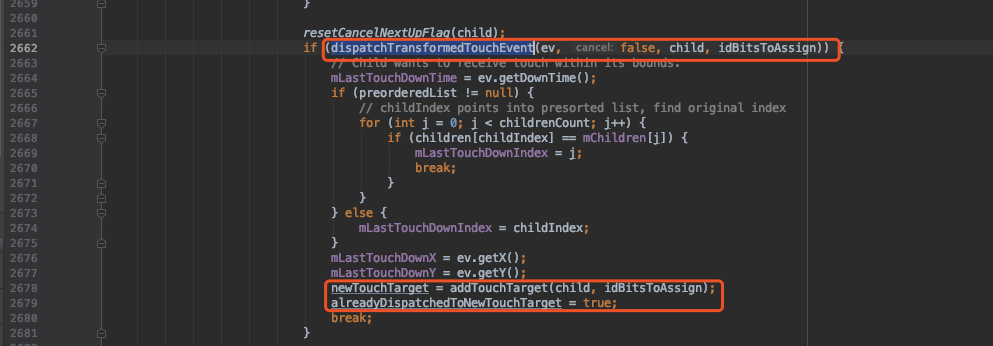 2659 }
2660
2661 resetCancelNextUpFlag(child);
2662 if (dispatchTransformedTouchEvent(ev, cancel: false, child, idBitsToAssign)) {
2663 // Child wants to receive touch within its bounds.
2664 mLastTouchDownTime = ev.getDownTime();
2665 if (preorderedList != null) {
2666 // childIndex points into presorted list, find original index
2667 for (int j = 0; j < childrenCount; j++) {
2668 if (children[childIndex] == mChildren[j]) {
2669 mLastTouchDownIndex = j;
2670 break;
2671 }
2672 }
2673 } else {
2674 mLastTouchDownIndex = childIndex;
2675 }
2676 mLastTouchDownX = ev.getX();
2677 mLastTouchDownY = ev.getY();
2678 newTouchTarget = addTouchTarget(child, idBitsToAssign);
2679 alreadyDispatchedToNewTouchTarget = true;
2680 break;
2681 }